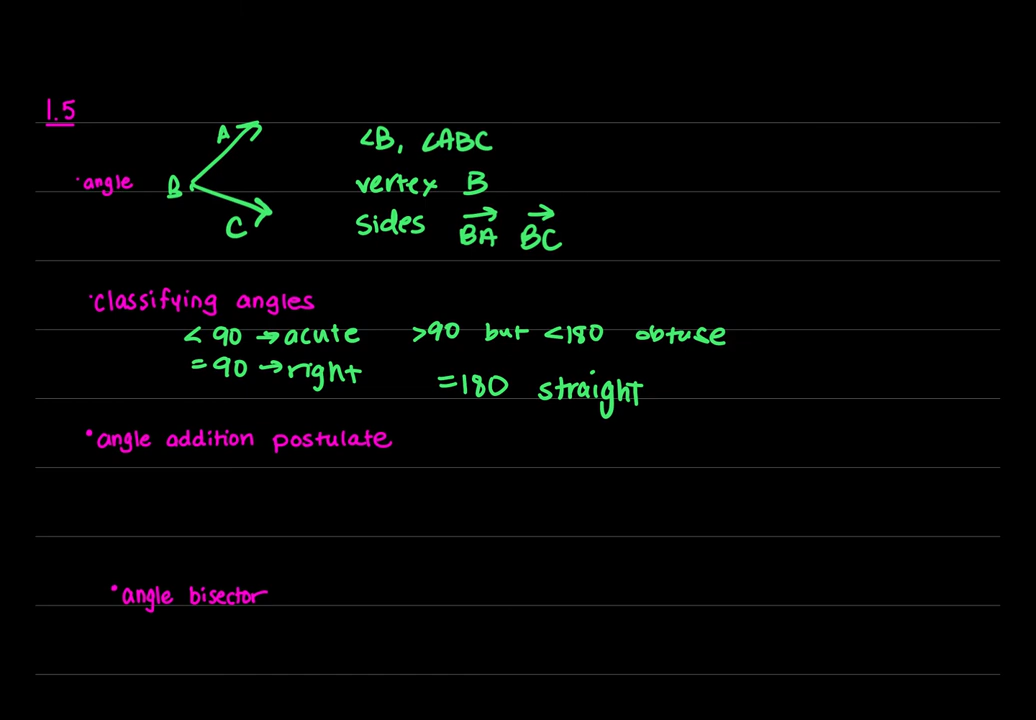 1.5
A
∠B, ∠ABC
·angle B
vertex B
C
sides BA BC
·classifying angles
< 90 → acute >90 but <180 obtuse
= 90 → right
=180 straight
•angle addition postulate
•angle bisector